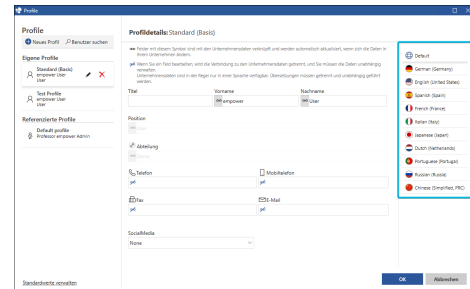 Profile
Profile
Neues Profil Benutzer suchen
Eigene Profile
Standard (Basis)
empower User
User
Test Profile
empower User
User
Referenzierte Profile
Default profile
Professor empower Admin
Standardwerte verwalten
Profildetails: Standard (Basis)
Felder mit diesem Symbol sind mit den Unternehmensdaten verknüpft und werden automatisch aktualisiert, wenn sich die Daten in
Ihrem Unternehmen ändern.
Wenn Sie ein Feld bearbeiten, wird die Verbindung zu den Unternehmensdaten getrennt, und Sie müssen die Daten unabhängig
verwalten.
Unternehmensdaten sind in der Regel nur in einer Sprache verfügbar. Übersetzungen müssen getrennt und unabhängig geführt
werden.
Titel Vorname Nachname
empower User
Position
Abteilung
Telefon Mobiltelefon
Fax E-Mail
SocialMedia
None
Default
German (Germany)
English (United States)
Spanish (Spain)
French (France)
Italian (Italy)
Japanese (Japan)
Dutch (Netherlands)
Portuguese (Portugal)
Russian (Russia)
Chinese (Simplified, PRC)
OK Abbrechen